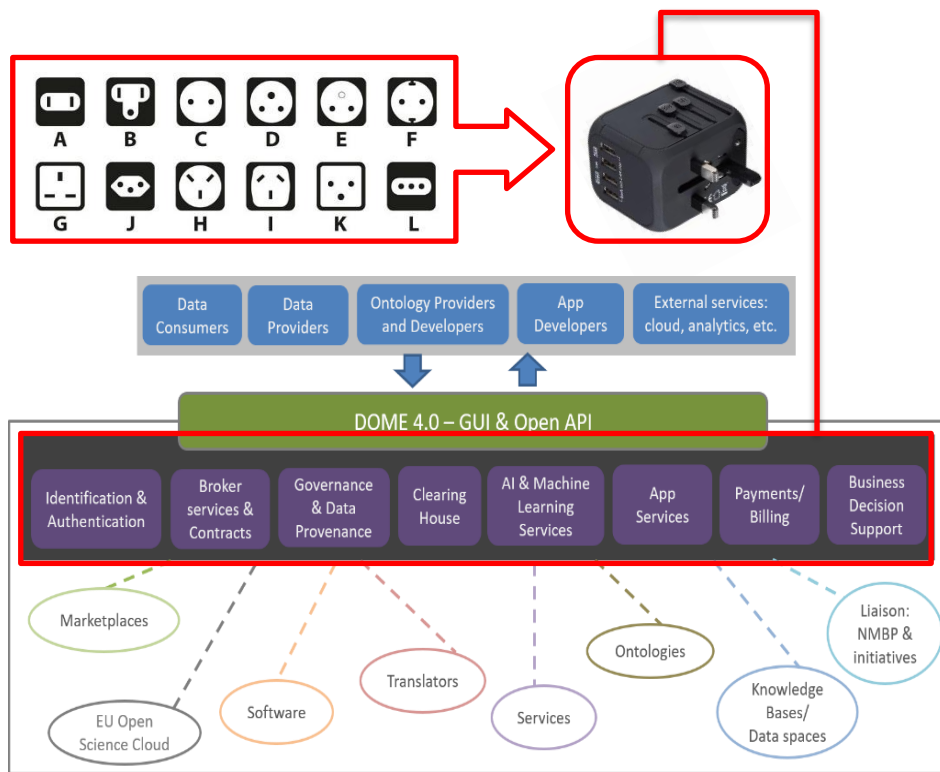 A B C D E F
G J H I K L
Data
Consumers
Data
Providers
Ontology Providers
and Developers
App
Developers
External services:
cloud, analytics, etc.
DOME 4.0 – GUI & Open API
Identification &
Authentication
Broker
services &
Contracts
Governance
& Data
Provenance
Clearing
House
AI & Machine
Learning
Services
App
Services
Payments/
Billing
Business
Decision
Support
Marketplaces
EU Open
Science Cloud
Software
Translators
Services
Ontologies
Knowledge
Bases/
Data spaces
Liaison:
NMBP &
initiatives